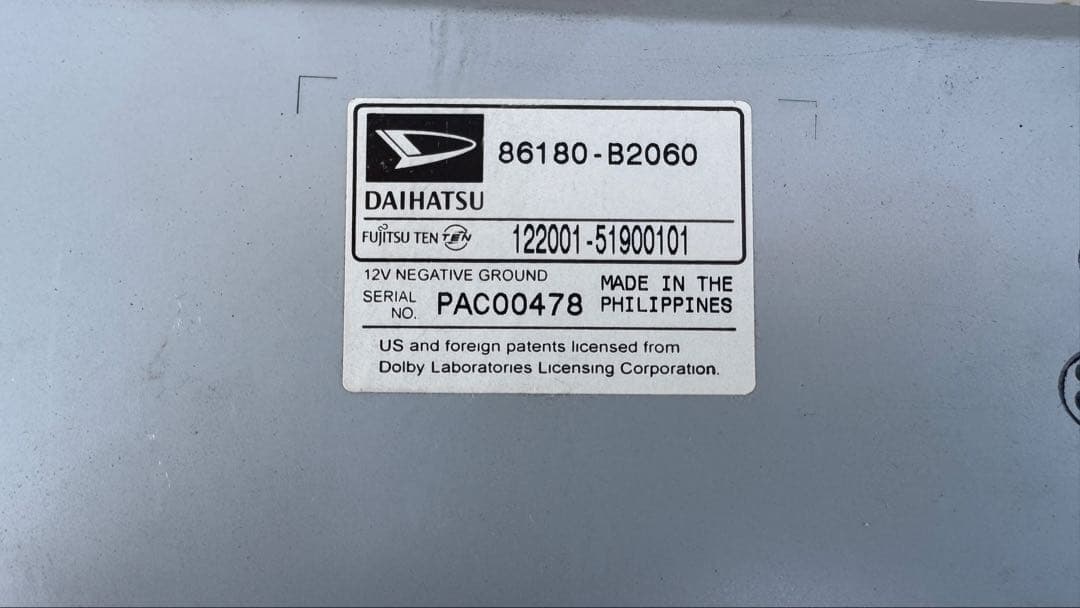 86180-B2060
DAIHATSU
FUJITSU TEN TEN 122001-51900101
12V NEGATIVE GROUND
SERIAL NO. PAC00478
MADE IN THE PHILIPPINES
US and foreign patents licensed from
Dolby Laboratories Licensing Corporation.